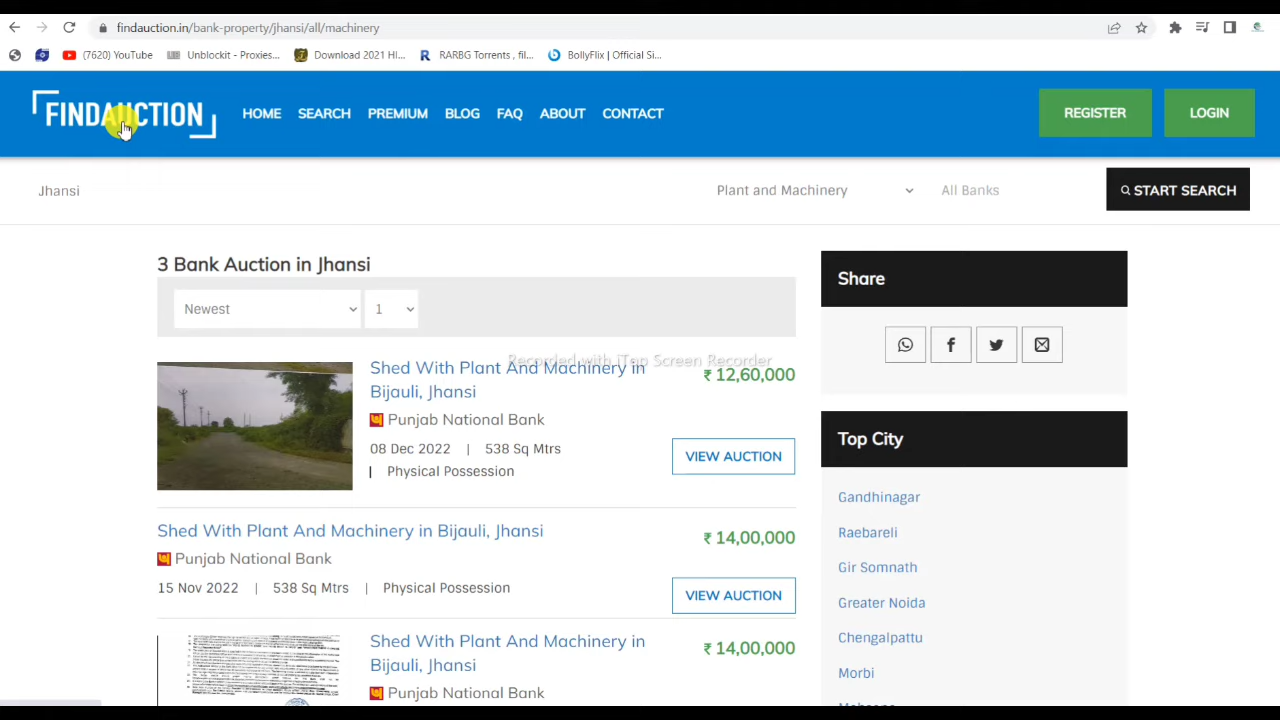 findauction.in/bank-property/jhansi/all/machinery
(7620) YouTube
Unblockit - Proxies...
Download 2021 HI...
RARBG Torrents , fil...
BollyFlix | Official Si...
FINDAUCTION
HOME SEARCH PREMIUM BLOG FAQ ABOUT CONTACT
REGISTER LOGIN
Jhansi Plant and Machinery All Banks START SEARCH
3 Bank Auction in Jhansi
Newest 1
Recorded with iTop Screen Recorder
Shed With Plant And Machinery in
Bijauli, Jhansi
₹ 12,60,000
Punjab National Bank
08 Dec 2022 | 538 Sq Mtrs
| Physical Possession
VIEW AUCTION
Shed With Plant And Machinery in Bijauli, Jhansi
₹ 14,00,000
Punjab National Bank
15 Nov 2022 | 538 Sq Mtrs | Physical Possession
VIEW AUCTION
Shed With Plant And Machinery in
Bijauli, Jhansi
₹ 14,00,000
Punjab National Bank
Share
Top City
Gandhinagar
Raebareli
Gir Somnath
Greater Noida
Chengalpattu
Morbi